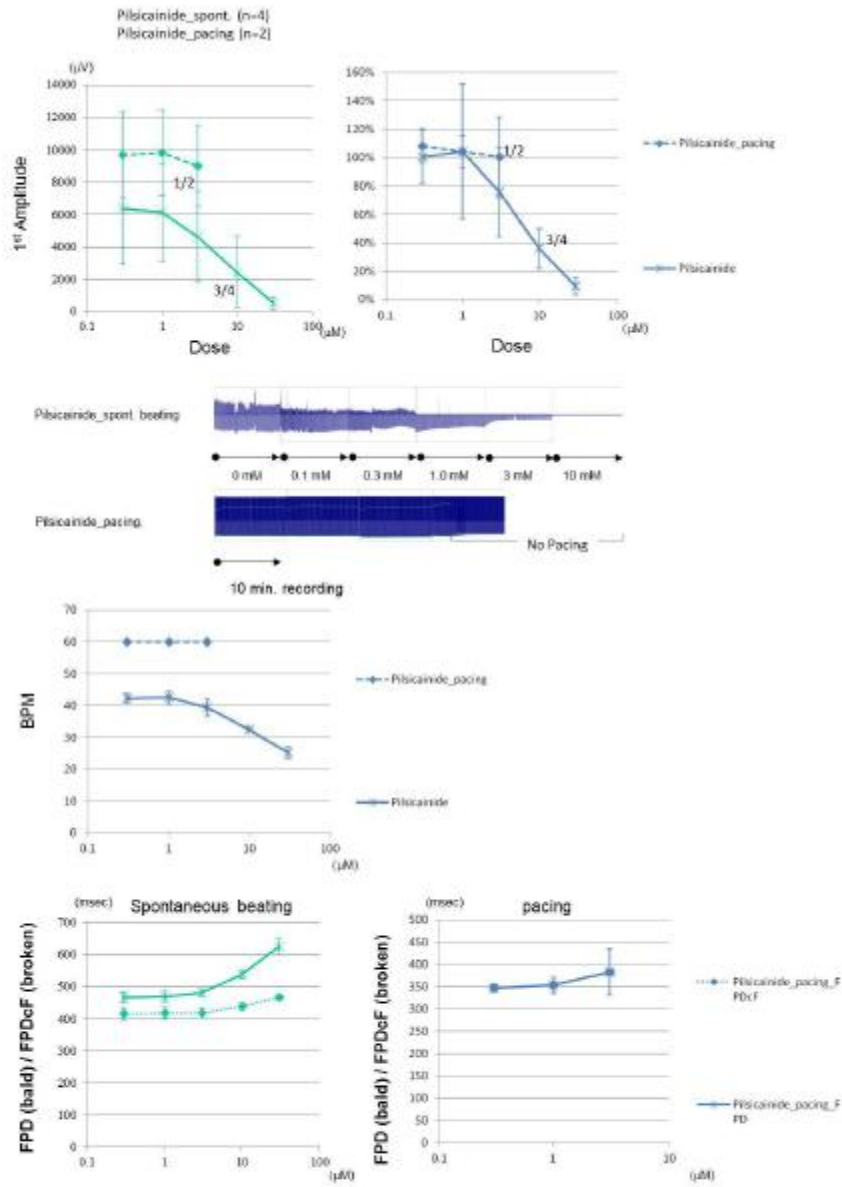 Pilsicainide_spont. (n=4)
Pilsicainide_pacing (n=2)
(μV)
14000
12000
10000
8000
6000
4000
2000
0
1st Amplitude
1/2
3/4
0.1
1
10
100
(μM)
Dose
160%
140%
120%
100%
80%
60%
40%
20%
0%
1/2
3/4
0.1
1
10
100
(μM)
Dose
Pilsicainide_pacing
Pilsicainide
Pilsicainide_spont. beating
0 mM
0.1 mM
0.3 mM
1.0 mM
3 mM
10 mM
Pilsicainide_pacing.
No Pacing
10 min. recording
70
60
50
40
30
20
10
0
BPM
0.1
1
10
100
(μM)
Pilsicainide_pacing
Pilsicainide
(msec)
Spontaneous beating
700
600
500
400
300
200
100
0
FPD (bald) / FPDcF (broken)
0.1
1
10
100
(μM)
(msec)
pacing
500
450
400
350
300
250
200
150
100
50
0
FPD (bald) / FPDcF (broken)
0.1
1
10
(μM)
Pilsicainide_pacing_F
PDcF
Pilsicainide_pacing_F
PD